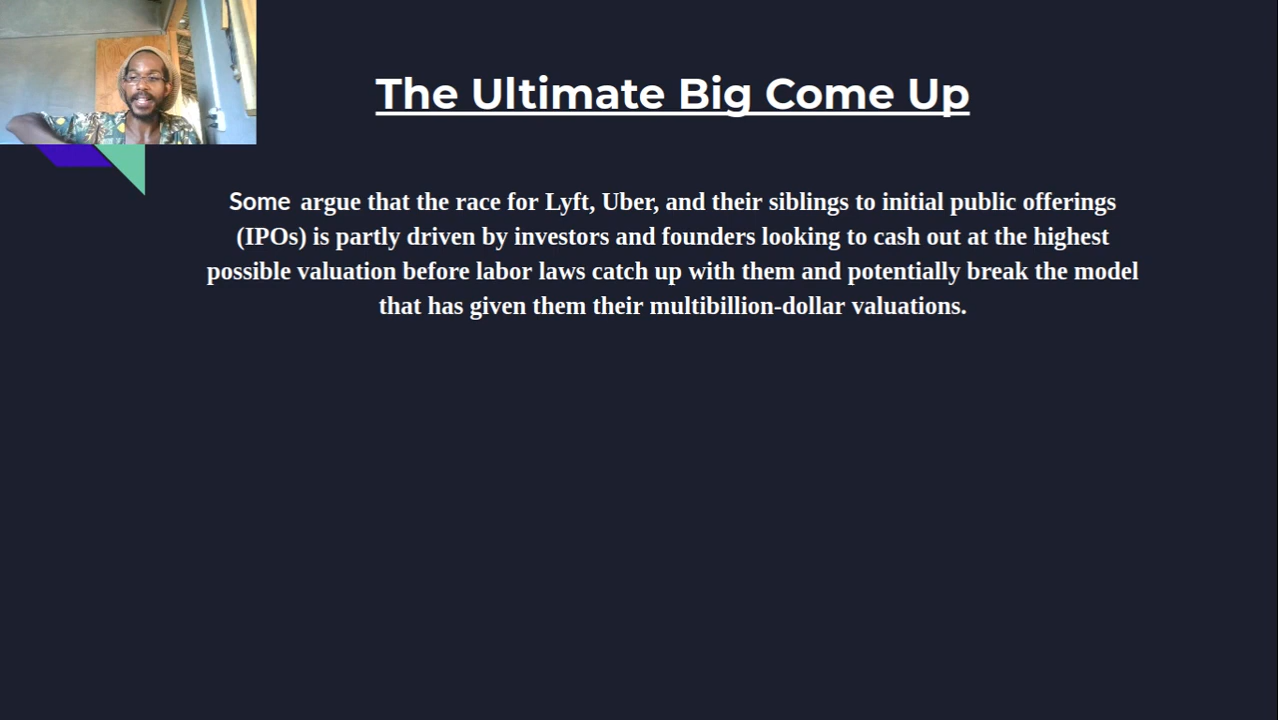 The Ultimate Big Come Up
Some argue that the race for Lyft, Uber, and their siblings to initial public offerings
(IPOs) is partly driven by investors and founders looking to cash out at the highest
possible valuation before labor laws catch up with them and potentially break the model
that has given them their multibillion-dollar valuations.